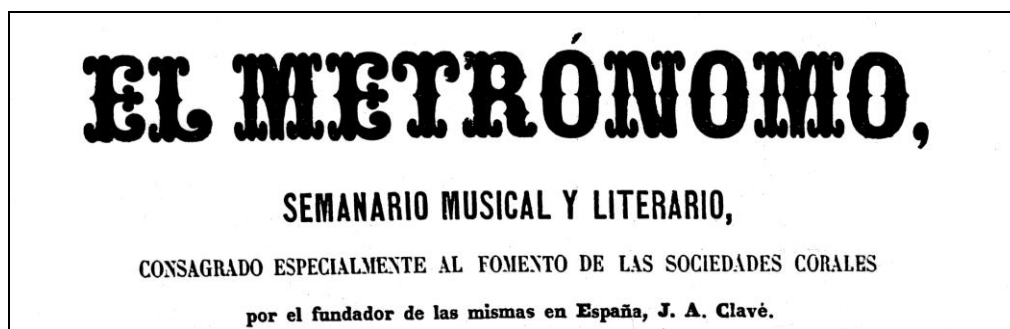 EL METRÓNOMO,
SEMANARIO MUSICAL Y LITERARIO,
CONSAGRADO ESPECIALMENTE AL FOMENTO DE LAS SOCIEDADES CORALES
por el fundador de las mismas en España, J. A. Clavé.